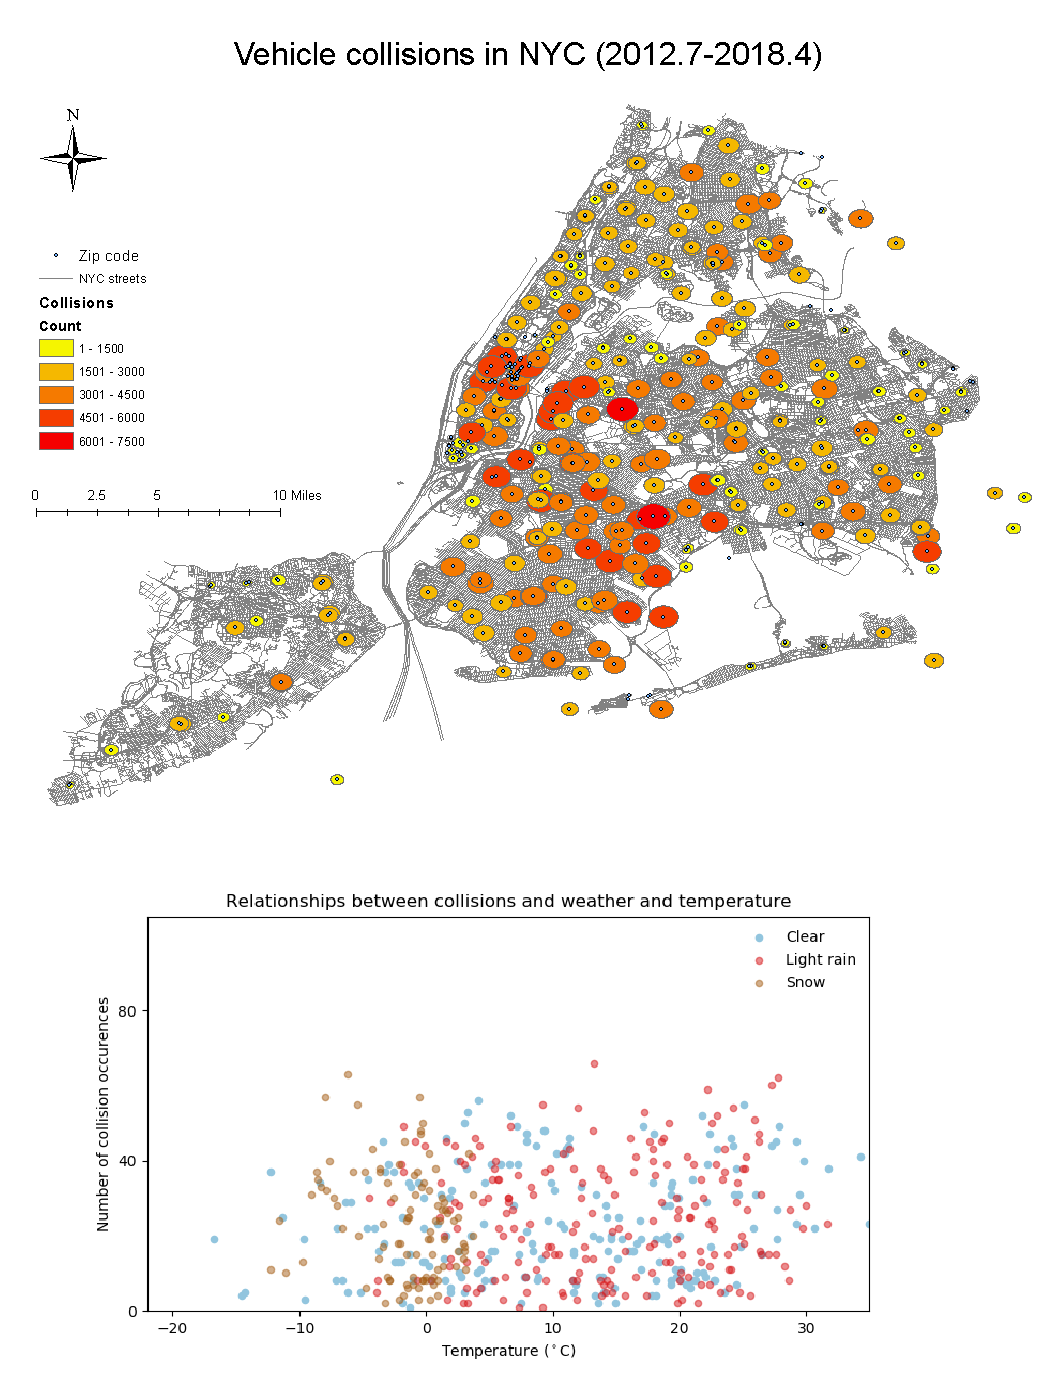 Vehicle collisions in NYC (2012.7-2018.4)
N
Zip code
NYC streets
Collisions
Count
1 - 1500
1501 - 3000
3001 - 4500
4501 - 6000
6001 - 7500
0 2.5 5 10 Miles
Relationships between collisions and weather and temperature
Clear
Light rain
Snow
80
40
0
Number of collision occurences
−20 −10 0 10 20 30
Temperature (°C)